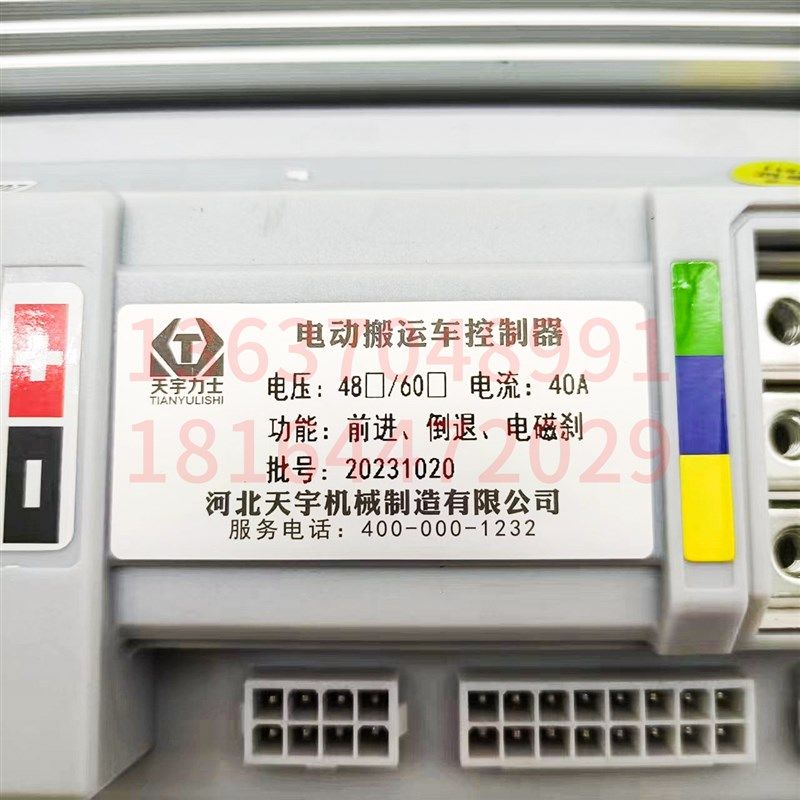 13637048991
天宇力士
TIANYULISHI
电动搬运车控制器
电压：48□/60□ 电流：40A
功能：前进、倒退、电磁刹
18164472029
批号：20231020
河北天宇机械制造有限公司
服务电话：400-000-1232